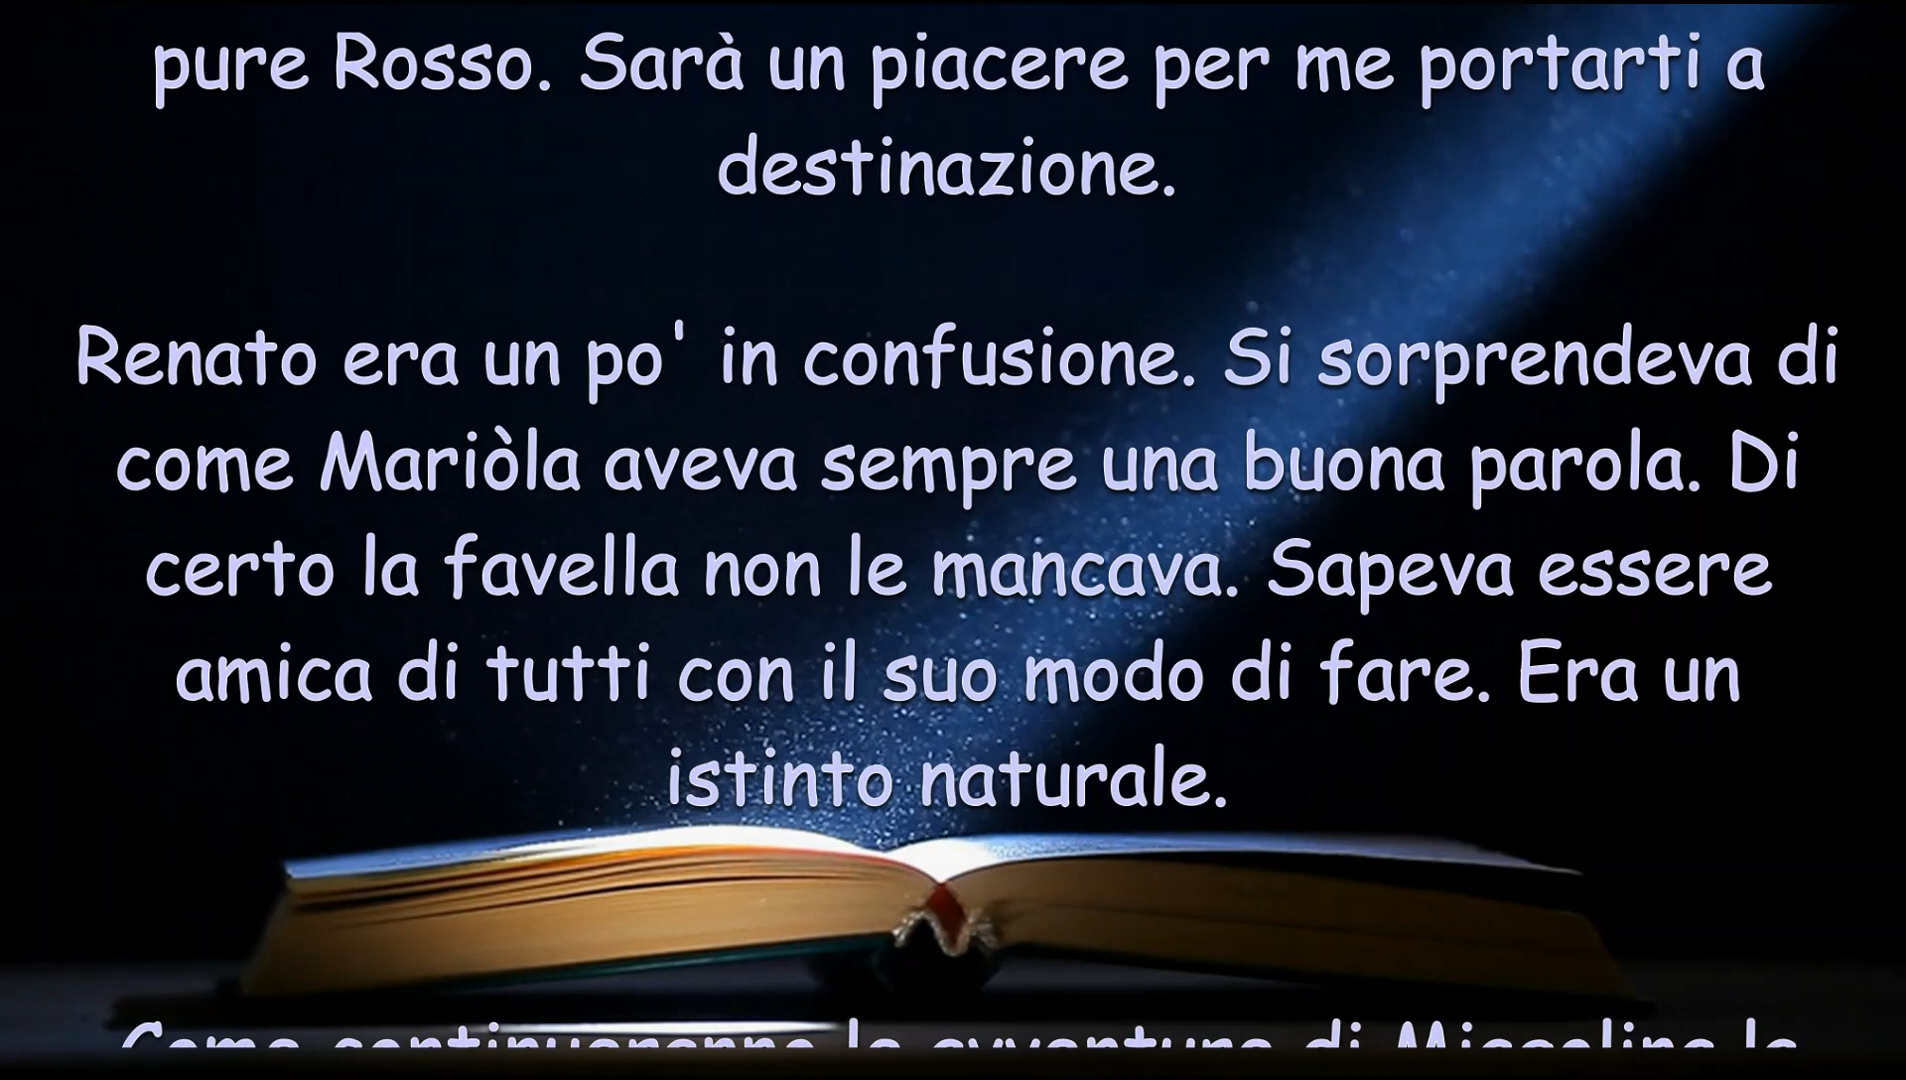 pure Rosso. Sarà un piacere per me portarti a
destinazione.
Renato era un po' in confusione. Si sorprendeva di
come Mariòla aveva sempre una buona parola. Di
certo la favella non le mancava. Sapeva essere
amica di tutti con il suo modo di fare. Era un
istinto naturale.
Come continueranno le avventure di